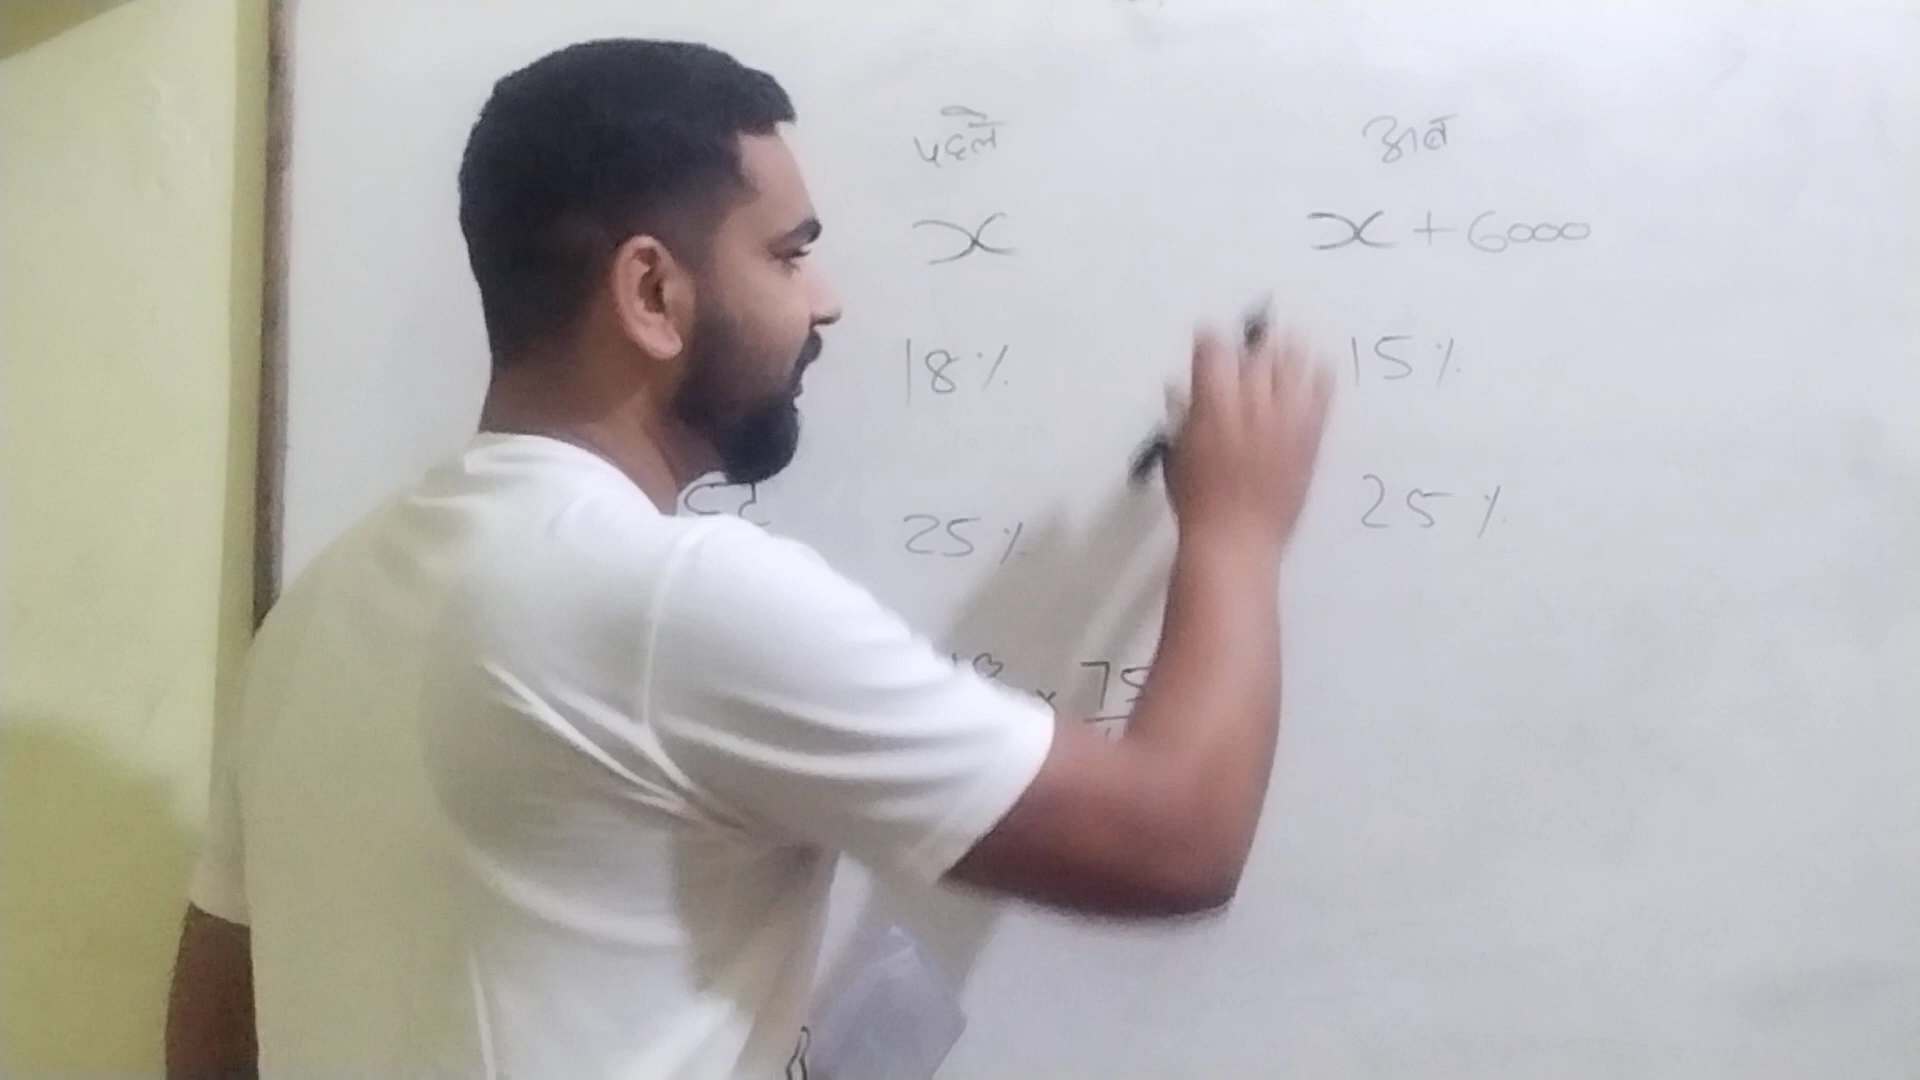 पहले अब
x x + 6000
18% 15%
25% 25%
× 75